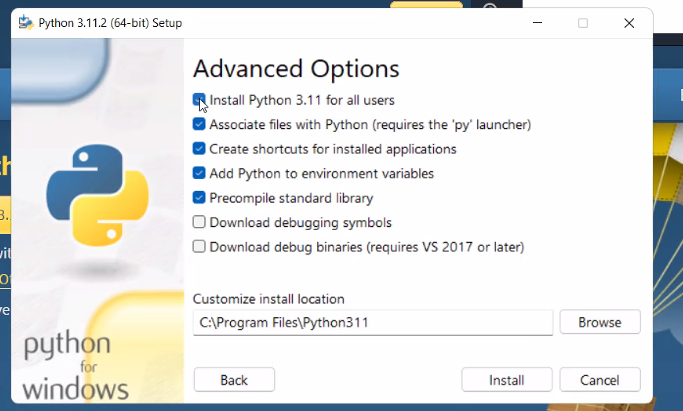 Python 3.11.2 (64-bit) Setup
Advanced Options
Install Python 3.11 for all users
Associate files with Python (requires the 'py' launcher)
Create shortcuts for installed applications
Add Python to environment variables
Precompile standard library
Download debugging symbols
Download debug binaries (requires VS 2017 or later)
Customize install location
C:\Program Files\Python311
Browse
python
for
windows
Back
Install
Cancel